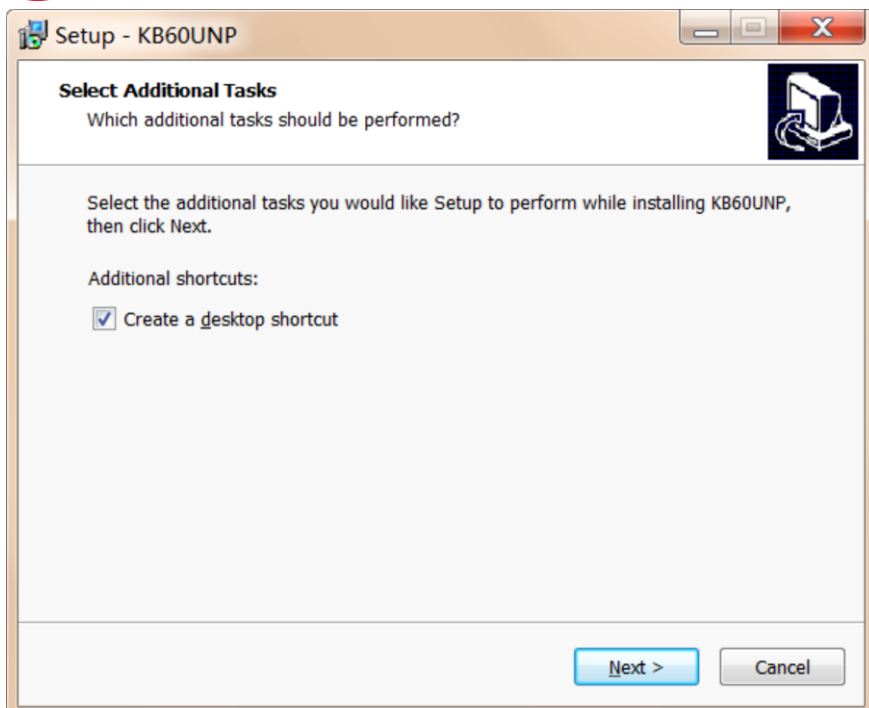 Setup - KB60UNP
Select Additional Tasks
Which additional tasks should be performed?
Select the additional tasks you would like Setup to perform while installing KB60UNP,
then click Next.
Additional shortcuts:
Create a desktop shortcut
Next >
Cancel